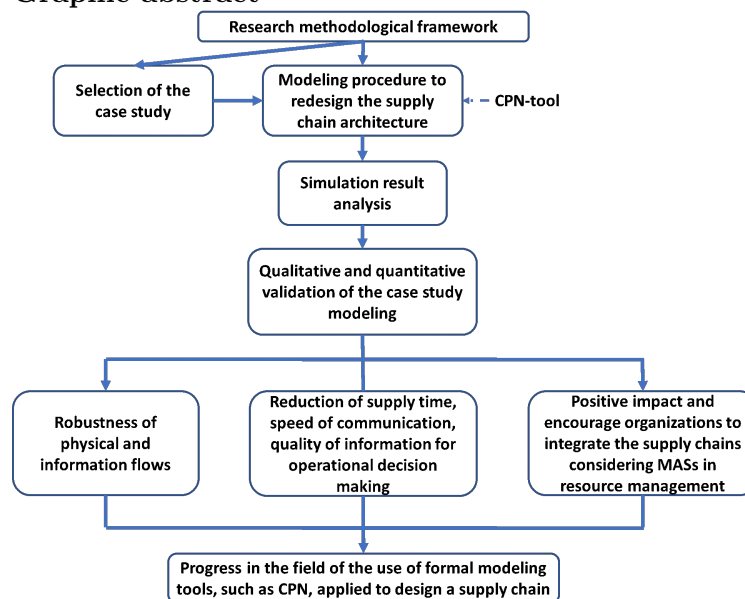 Graphic abstract
Research methodological framework
Selection of the
case study
Modeling procedure to
redesign the supply
chain architecture
CPN-tool
Simulation result
analysis
Qualitative and quantitative
validation of the case study
modeling
Robustness of
physical and
information flows
Reduction of supply time,
speed of communication,
quality of information for
operational decision
making
Positive impact and
encourage organizations to
integrate the supply chains
considering MASs in
resource management
Progress in the field of the use of formal modeling
tools, such as CPN, applied to design a supply chain